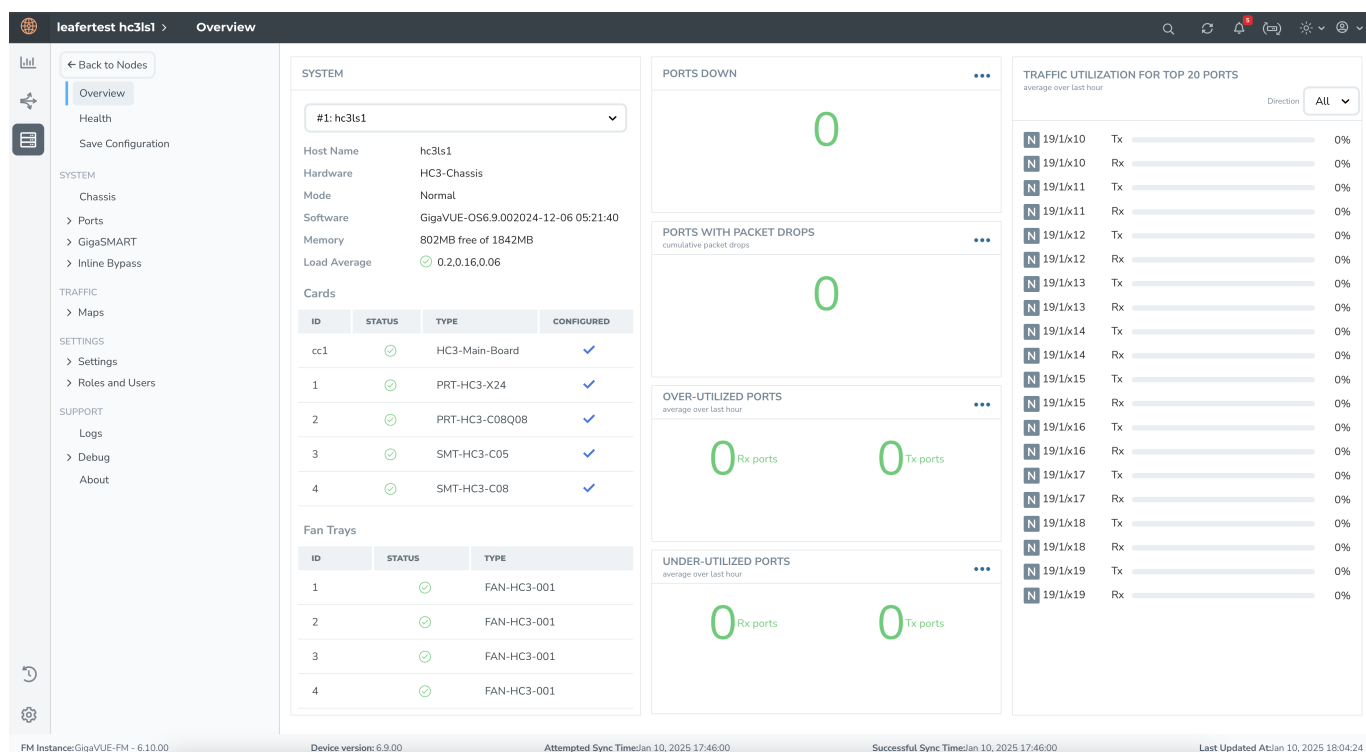 leafertest hc3ls1 > Overview
5
← Back to Nodes
Overview
Health
Save Configuration
SYSTEM
Chassis
> Ports
> GigaSMART
> Inline Bypass
TRAFFIC
> Maps
SETTINGS
> Settings
> Roles and Users
SUPPORT
Logs
> Debug
About
SYSTEM
#1: hc3ls1
Host Name hc3ls1
Hardware HC3-Chassis
Mode Normal
Software GigaVUE-OS6.9.002024-12-06 05:21:40
Memory 802MB free of 1842MB
Load Average 0.2,0.16,0.06
Cards
ID STATUS TYPE CONFIGURED
cc1 HC3-Main-Board
1 PRT-HC3-X24
2 PRT-HC3-C08Q08
3 SMT-HC3-C05
4 SMT-HC3-C08
Fan Trays
ID STATUS TYPE
1 FAN-HC3-001
2 FAN-HC3-001
3 FAN-HC3-001
4 FAN-HC3-001
PORTS DOWN
0
PORTS WITH PACKET DROPS
cumulative packet drops
0
OVER-UTILIZED PORTS
average over last hour
0 Rx ports 0 Tx ports
UNDER-UTILIZED PORTS
average over last hour
0 Rx ports 0 Tx ports
TRAFFIC UTILIZATION FOR TOP 20 PORTS
average over last hour
Direction All
N 19/1/x10 Tx 0%
N 19/1/x10 Rx 0%
N 19/1/x11 Tx 0%
N 19/1/x11 Rx 0%
N 19/1/x12 Tx 0%
N 19/1/x12 Rx 0%
N 19/1/x13 Tx 0%
N 19/1/x13 Rx 0%
N 19/1/x14 Tx 0%
N 19/1/x14 Rx 0%
N 19/1/x15 Tx 0%
N 19/1/x15 Rx 0%
N 19/1/x16 Tx 0%
N 19/1/x16 Rx 0%
N 19/1/x17 Tx 0%
N 19/1/x17 Rx 0%
N 19/1/x18 Tx 0%
N 19/1/x18 Rx 0%
N 19/1/x19 Tx 0%
N 19/1/x19 Rx 0%
FM Instance:GigaVUE-FM - 6.10.00 Device version: 6.9.00 Attempted Sync Time:Jan 10, 2025 17:46:00 Successful Sync Time:Jan 10, 2025 17:46:00 Last Updated At:Jan 10, 2025 18:04:24